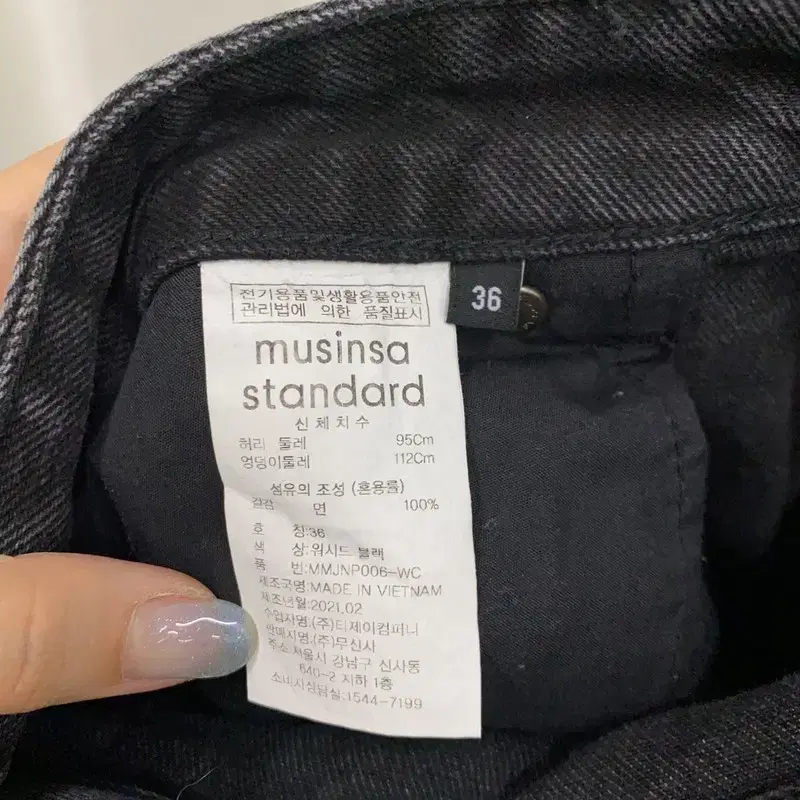 전기용품및생활용품안전
관리법에 의한 품질표시
36
musinsa
standard
신체치수
허리 둘레 95Cm
엉덩이둘레 112Cm
섬유의 조성 (혼용률)
겉감 면 100%
호 칭:36
색 상:워시드 블랙
품 번:MMJNP006-WC
제조국명:MADE IN VIETNAM
제조년월:2021.02
수입자명:(주)티제이컴퍼니
판매자명:(주)무신사
주소:서울시 강남구 신사동
640-2 지하 1층
소비자상담실:1544-7199